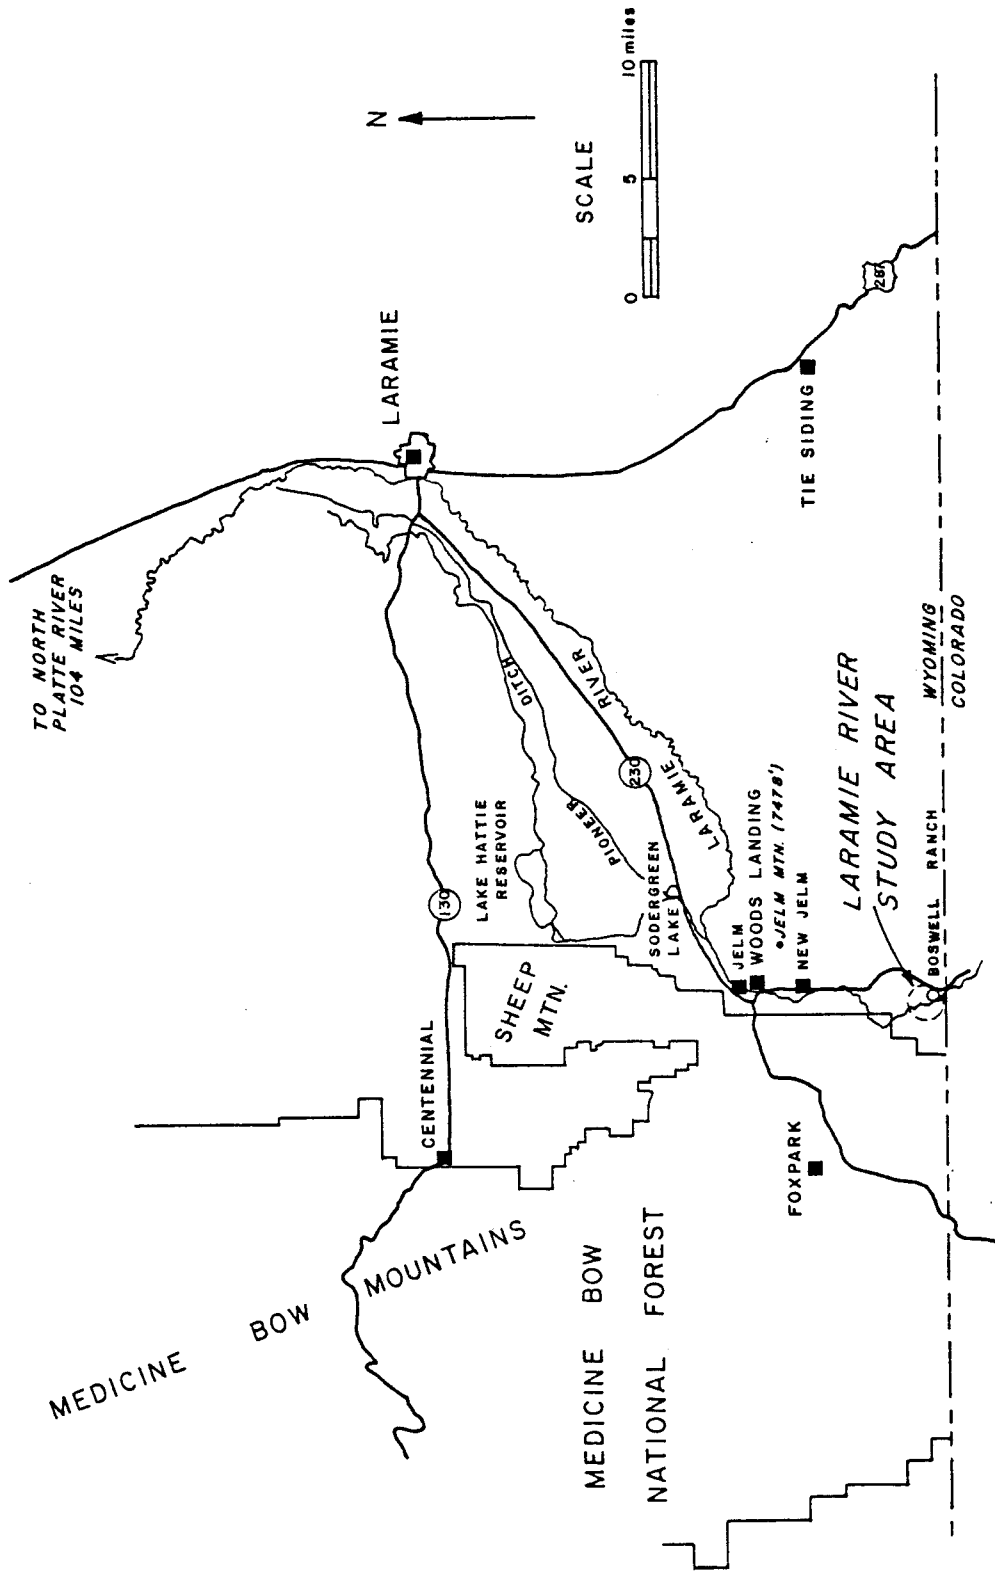 TO NORTH
PLATTE RIVER
104 MILES
N
LARAMIE
SCALE
0 5 10 miles
MEDICINE BOW MOUNTAINS
CENTENNIAL
130
LAKE HATTIE
RESERVOIR
SHEEP
MTN.
PIONEER DITCH
230
LARAMIE RIVER
SODERGREEN
LAKE
JELM
WOODS LANDING
JELM MTN. (7478')
NEW JELM
TIE SIDING
287
MEDICINE BOW
NATIONAL FOREST
FOXPARK
LARAMIE RIVER
STUDY AREA
BOSWELL RANCH
WYOMING
COLORADO